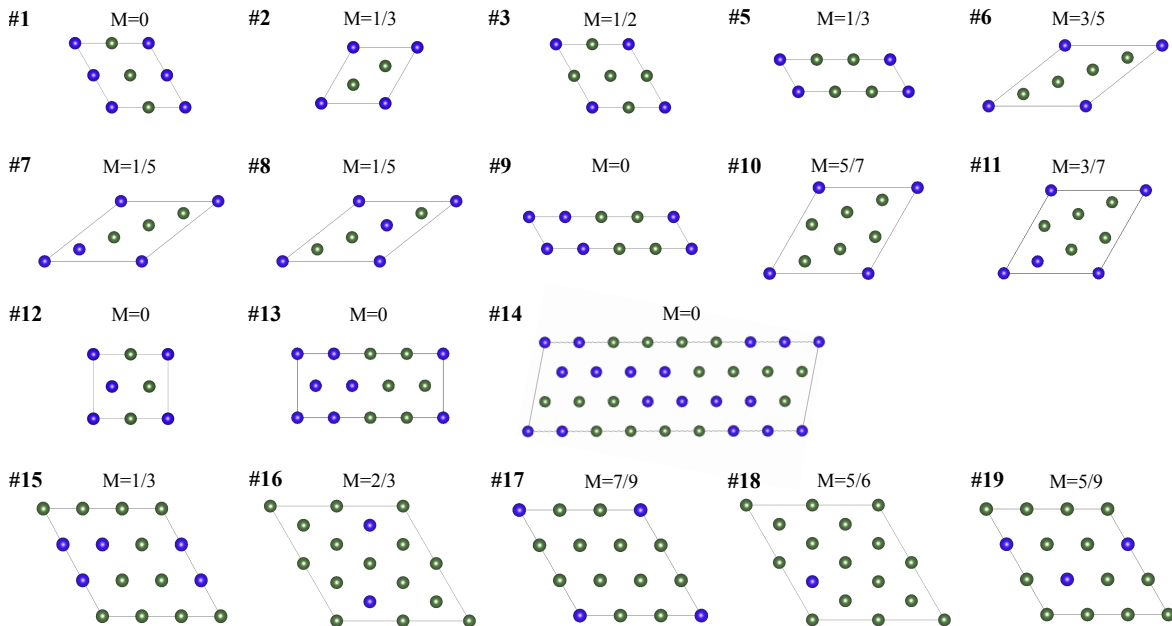 #1 M=0
#2 M=1/3
#3 M=1/2
#5 M=1/3
#6 M=3/5
#7 M=1/5
#8 M=1/5
#9 M=0
#10 M=5/7
#11 M=3/7
#12 M=0
#13 M=0
#14 M=0
#15 M=1/3
#16 M=2/3
#17 M=7/9
#18 M=5/6
#19 M=5/9